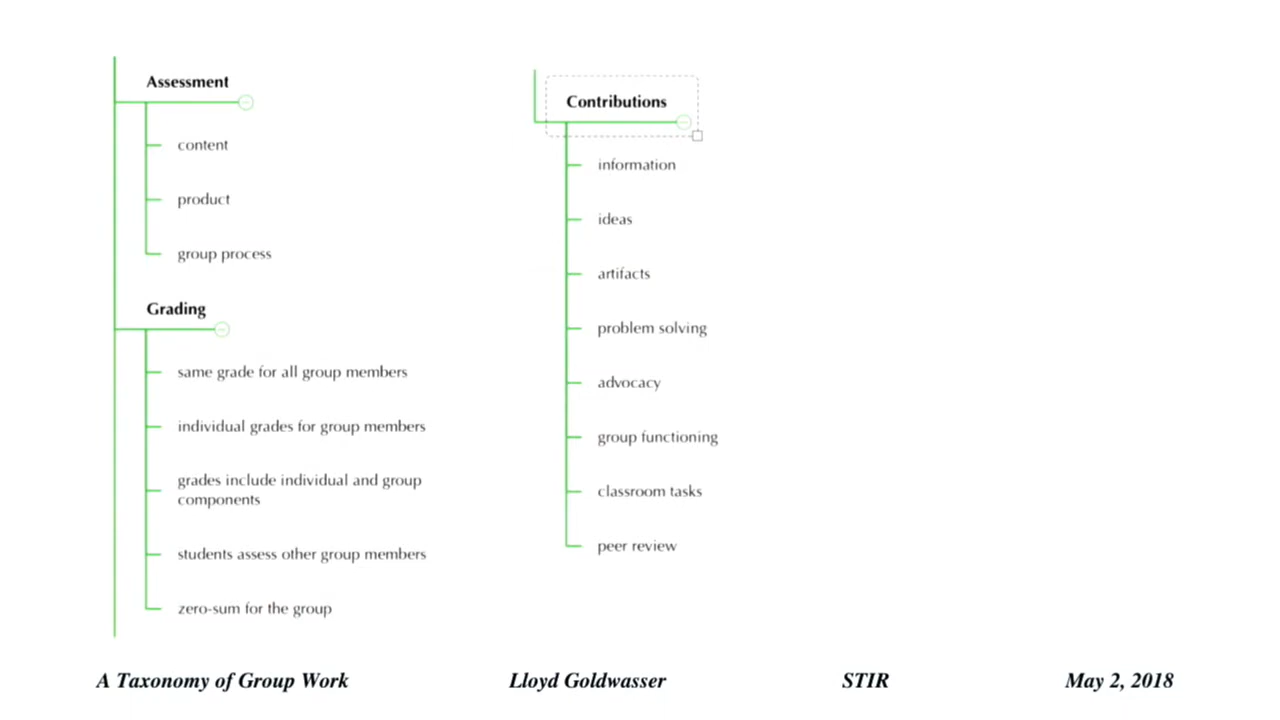 Assessment
content
product
group process
Grading
same grade for all group members
individual grades for group members
grades include individual and group
components
students assess other group members
zero-sum for the group
Contributions
information
ideas
artifacts
problem solving
advocacy
group functioning
classroom tasks
peer review
A Taxonomy of Group Work
Lloyd Goldwasser
STIR
May 2, 2018